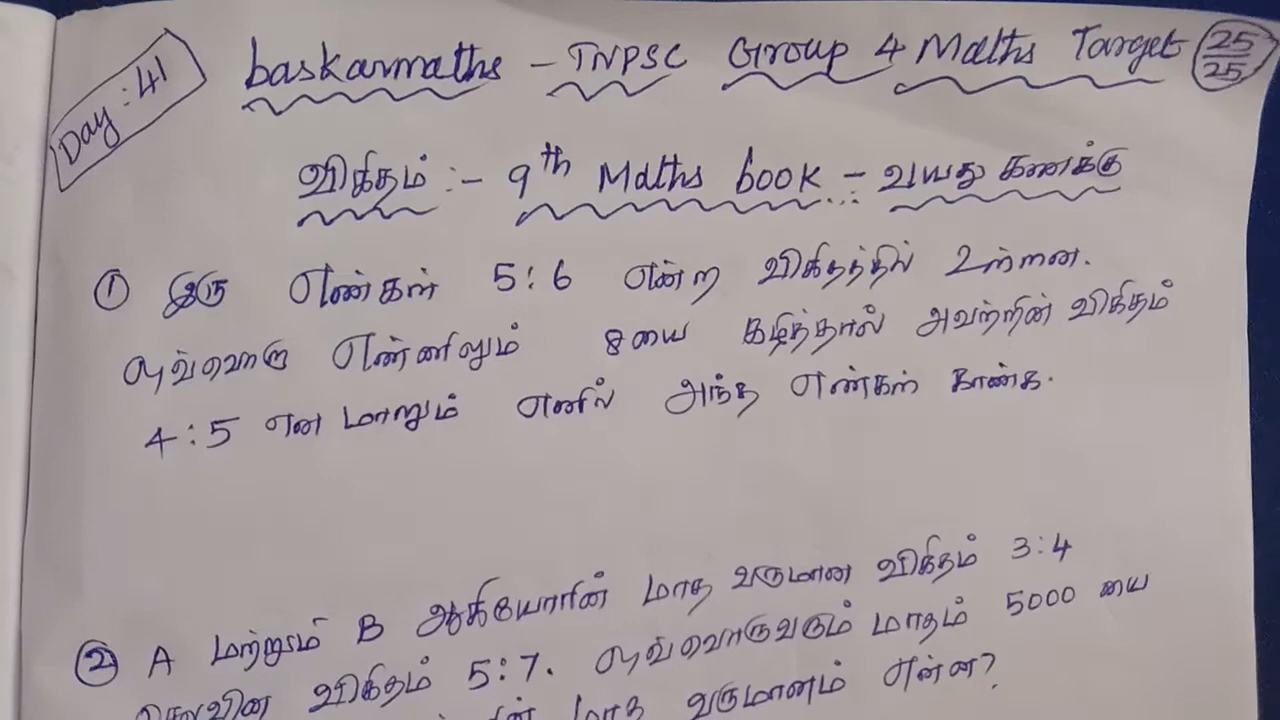 Day : 41
baskarmaths - TNPSC Group 4 Maths Target 25/25
விகிதம் :- 9th Maths book - வயது கணக்கு
① இரு எண்கள் 5:6 என்ற விகிதத்தில் உள்ளன.
ஒவ்வொரு எண்ணிலும் 8யை கழித்தால் அவற்றின் விகிதம்
4:5 என மாறும் எனில் அந்த எண்கள் காண்க.
② A மற்றும் B ஆகியோரின் மாத வருமான விகிதம் 3:4
செலவின விகிதம் 5:7. ஒவ்வொருவரும் மாதம் 5000 யை
மாத வருமானம் என்ன?